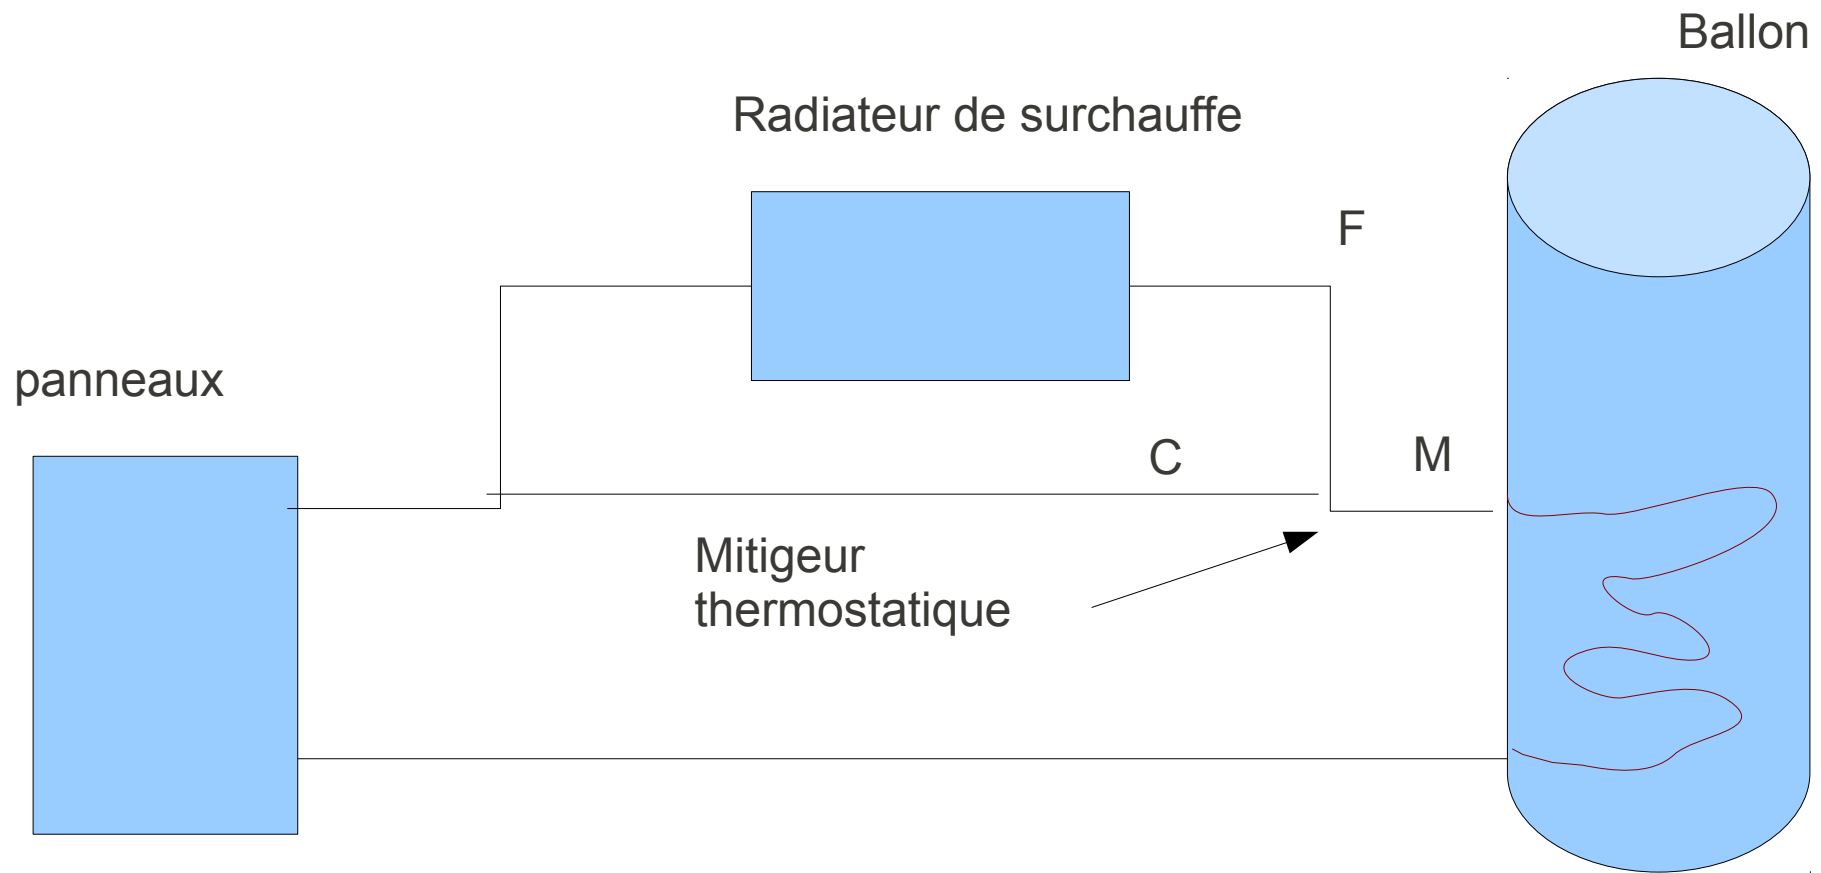 Ballon
Radiateur de surchauffe
F
panneaux
C
M
Mitigeur
thermostatique